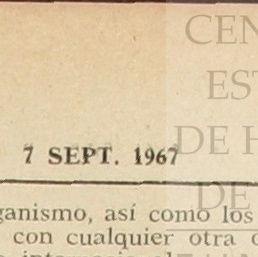 CEN
EST
DE H
DE
7 SEPT. 1967
ganismo, así como los
con cualquier otra